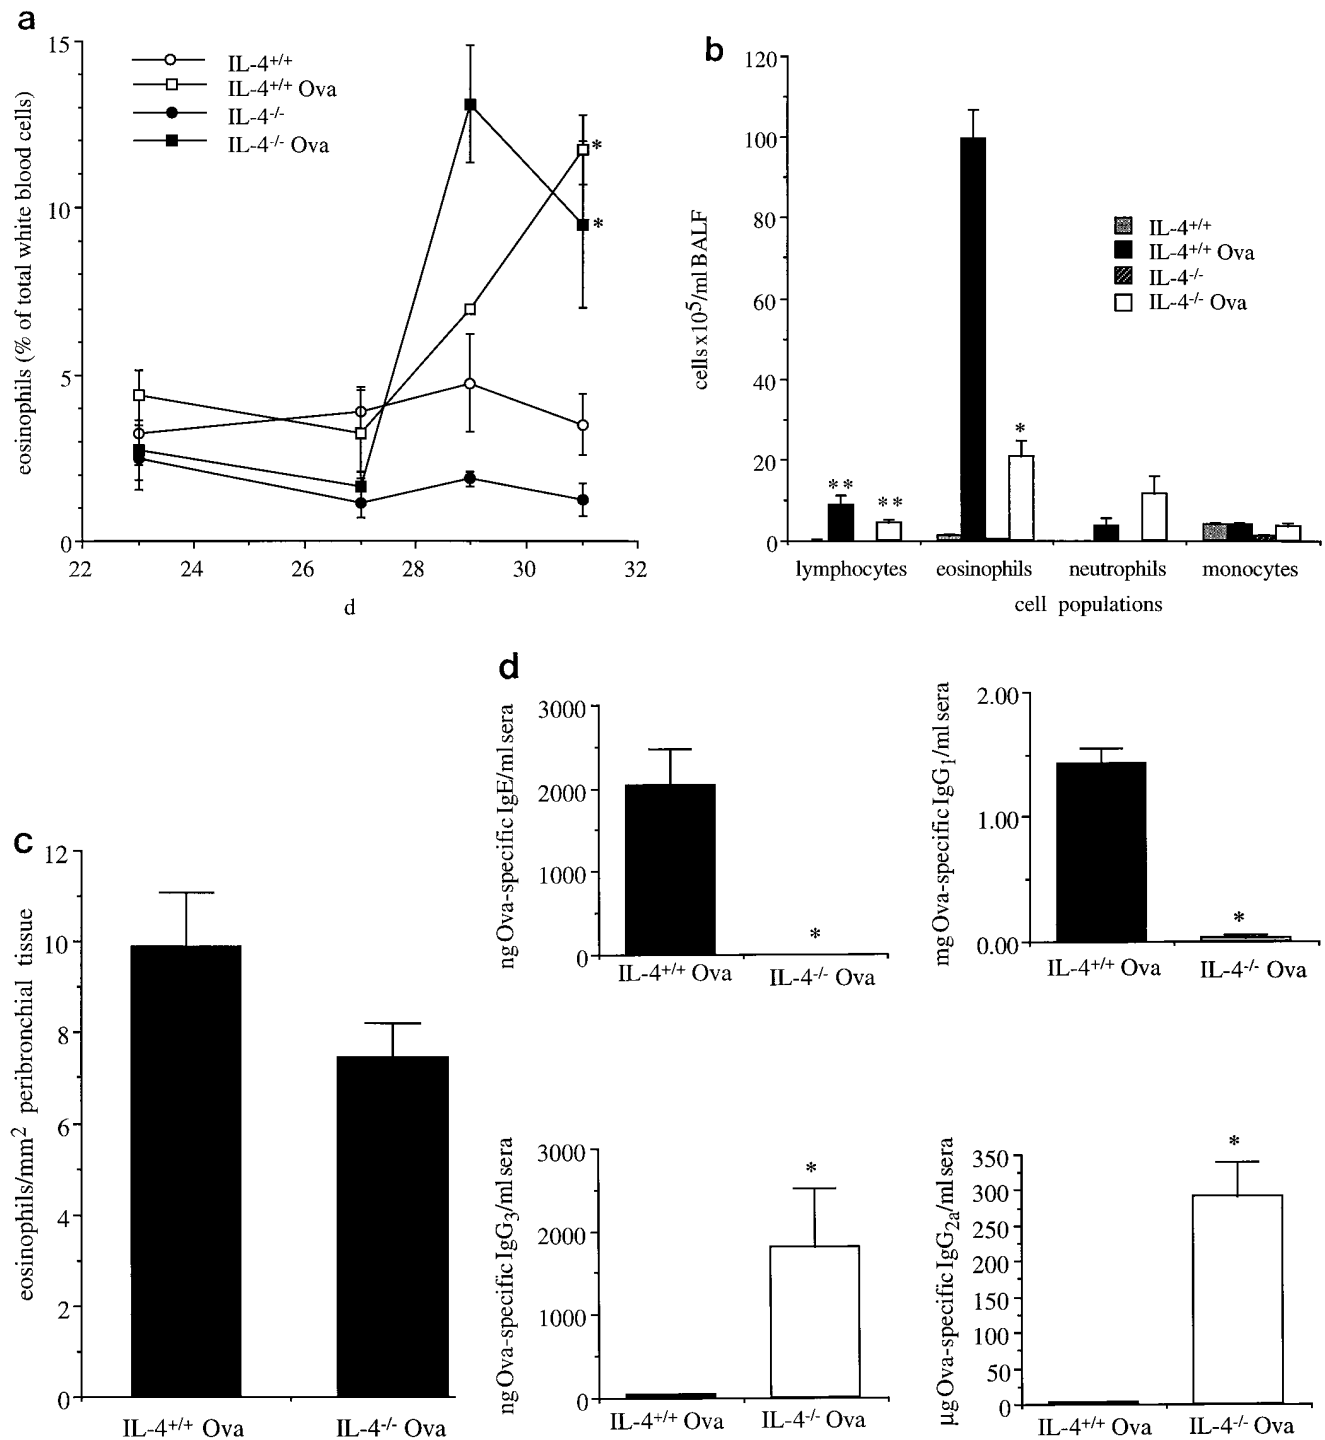 a
15
10
5
0
22 24 26 28 30 32
d
eosinophils (% of total white blood cells)
IL-4+/+
IL-4+/+ Ova
IL-4-/-
IL-4-/- Ova
*
*
b
120
100
80
60
40
20
0
cells x10^5/ml BALF
IL-4+/+
IL-4+/+ Ova
IL-4-/-
IL-4-/- Ova
**
**
*
lymphocytes eosinophils neutrophils monocytes
cell populations
c
12
10
8
6
4
2
0
eosinophils/mm2 peribronchial tissue
IL-4+/+ Ova IL-4-/- Ova
d
3000
2000
1000
0
ng Ova-specific IgE/ml sera
*
IL-4+/+ Ova IL-4-/- Ova
2.00
1.00
0.00
mg Ova-specific IgG1/ml sera
*
IL-4+/+ Ova IL-4-/- Ova
3000
2000
1000
0
ng Ova-specific IgG3/ml sera
*
IL-4+/+ Ova IL-4-/- Ova
350
300
250
200
150
100
50
0
µg Ova-specific IgG2a/ml sera
*
IL-4+/+ Ova IL-4-/- Ova